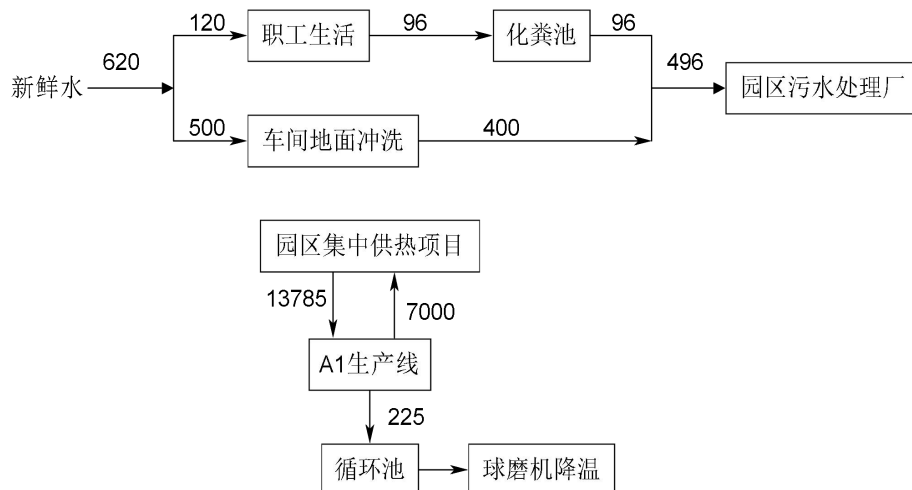 120
职工生活
96
化粪池
96
新鲜水
620
496
园区污水处理厂
500
车间地面冲洗
400
园区集中供热项目
13785
7000
A1生产线
225
循环池
球磨机降温